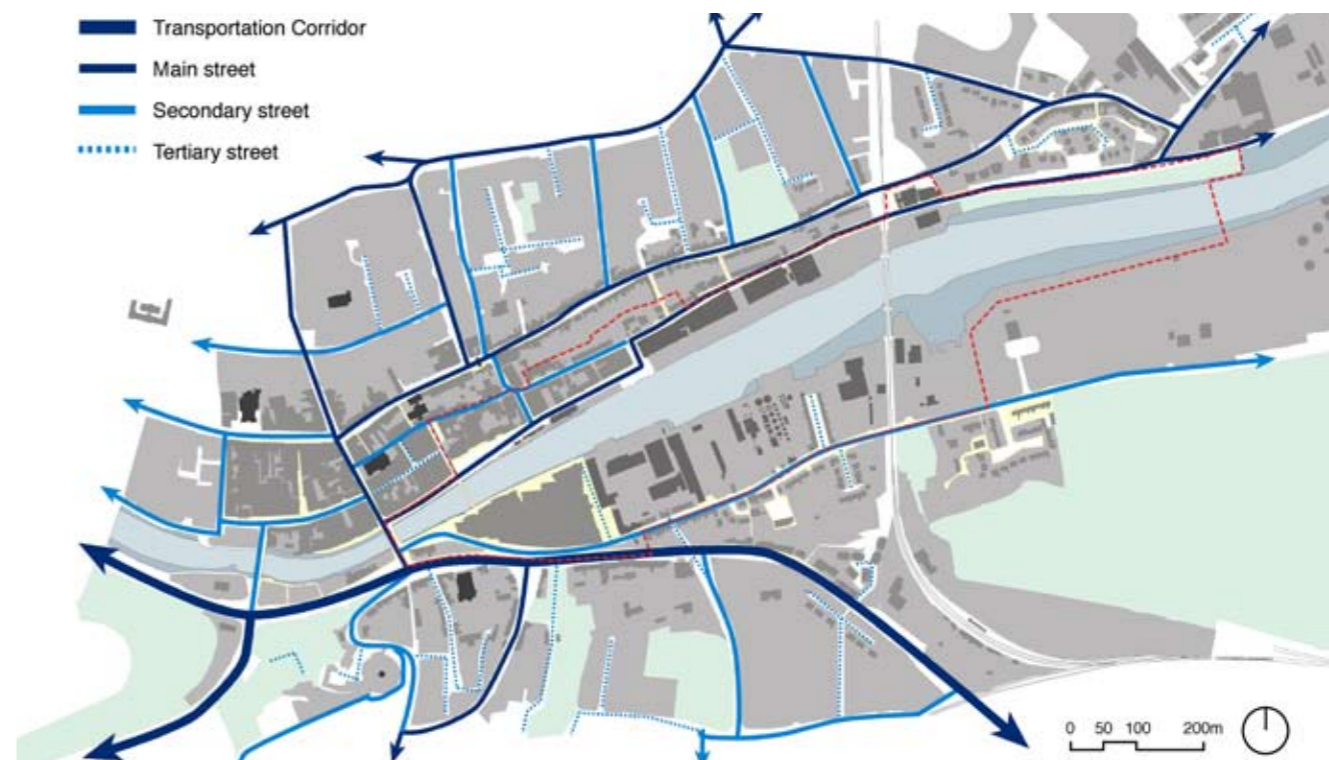 Transportation Corridor
Main street
Secondary street
Tertiary street
0 50 100 200m